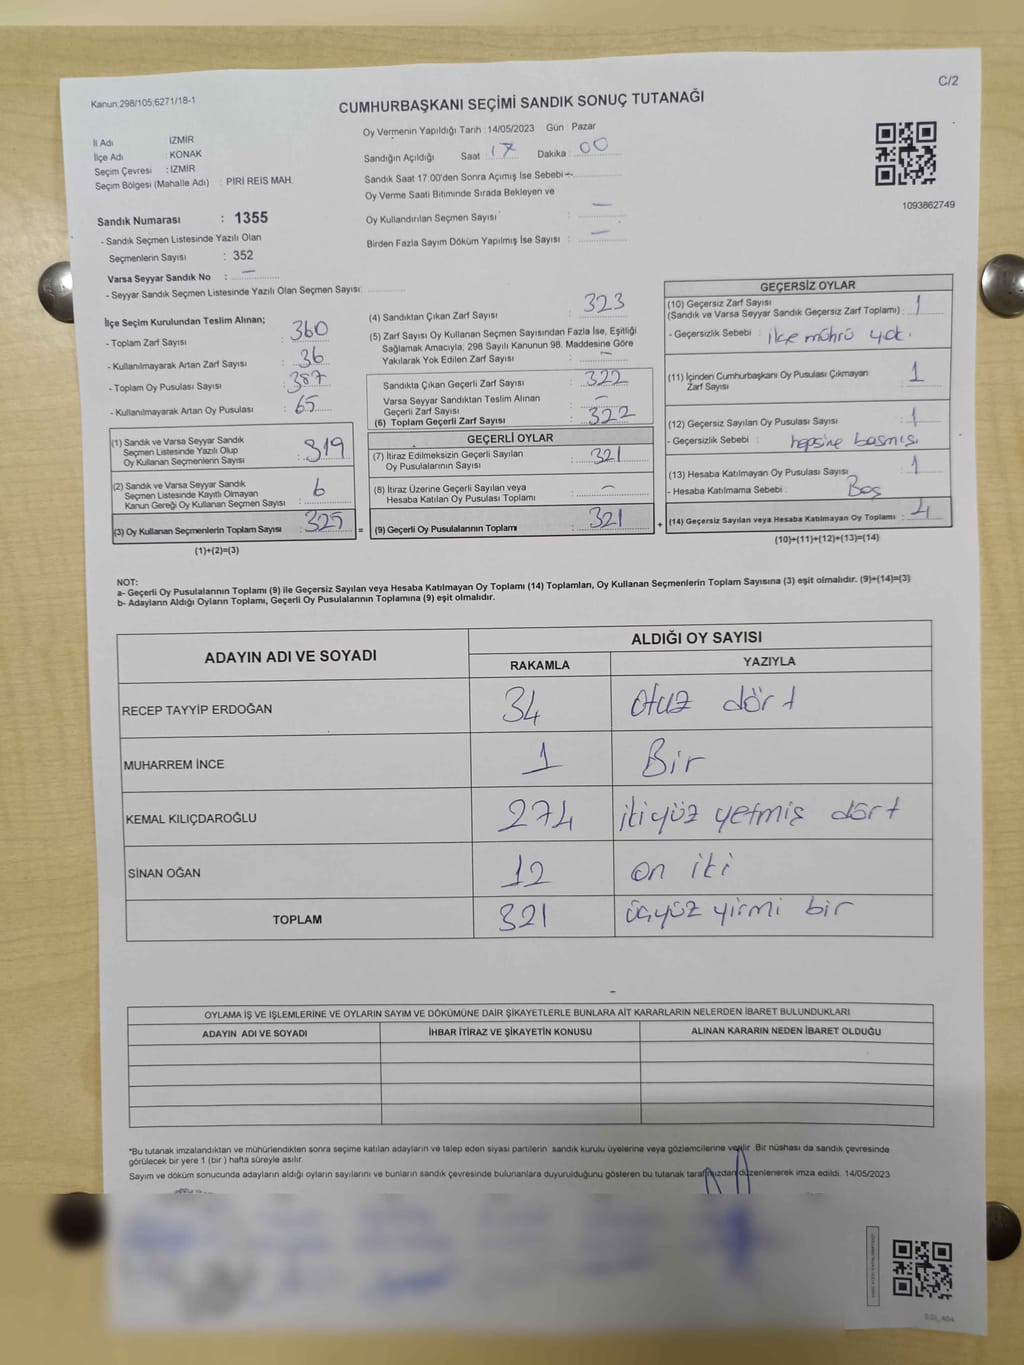 C/2
Kanun,298/105;6271/18-1
CUMHURBAŞKANI SEÇİMİ SANDIK SONUÇ TUTANAĞI
İl Adı İZMİR
İlçe Adı KONAK
Seçim Çevresi : İZMİR
Seçim Bölgesi (Mahalle Adı) : PİRİ REİS MAH.
Oy Vermenin Yapıldığı Tarih :14/05/2023 Gün : Pazar
Sandığın Açıldığı Saat 17 Dakika : 00
Sandık Saat 17:00'den Sonra Açımış İse Sebebi
Oy Verme Saati Bitiminde Sırada Bekleyen ve
Oy Kullandırılan Seçmen Sayısı : —
Birden Fazla Sayım Döküm Yapılmış İse Sayısı : —
1093862749
Sandık Numarası : 1355
- Sandık Seçmen Listesinde Yazılı Olan
Seçmenlerin Sayısı : 352
Varsa Seyyar Sandık No : —
- Seyyar Sandık Seçmen Listesinde Yazılı Olan Seçmen Sayısı:
İlçe Seçim Kurulundan Teslim Alınan;
- Toplam Zarf Sayısı : 360
- Kullanılmayarak Artan Zarf Sayısı : 36
- Toplam Oy Pusulası Sayısı : 387
- Kullanılmayarak Artan Oy Pusulası : 65
(1) Sandık ve Varsa Seyyar Sandık
Seçmen Listesinde Yazılı Olup
Oy Kullanan Seçmenlerin Sayısı : 319
(2) Sandık ve Varsa Seyyar Sandık
Seçmen Listesinde Kayıtlı Olmayan
Kanun Gereği Oy Kullanan Seçmen Sayısı : 6
(3) Oy Kullanan Seçmenlerin Toplam Sayısı : 325
(1)+(2)=(3)
(4) Sandıktan Çıkan Zarf Sayısı : 323
(5) Zarf Sayısı Oy Kullanan Seçmen Sayısından Fazla İse, Eşitliği
Sağlamak Amacıyla; 298 Sayılı Kanunun 98. Maddesine Göre
Yakılarak Yok Edilen Zarf Sayısı : —
Sandıkta Çıkan Geçerli Zarf Sayısı : 322
Varsa Seyyar Sandıktan Teslim Alınan
Geçerli Zarf Sayısı : —
(6) Toplam Geçerli Zarf Sayısı : 322
GEÇERLİ OYLAR
(7) İtiraz Edilmeksizin Geçerli Sayılan
Oy Pusulalarının Sayısı : 321
(8) İtiraz Üzerine Geçerli Sayılan veya
Hesaba Katılan Oy Pusulası Toplamı : —
= (9) Geçerli Oy Pusulalarının Toplamı : 321
GEÇERSİZ OYLAR
(10) Geçersiz Zarf Sayısı
(Sandık ve Varsa Seyyar Sandık Geçersiz Zarf Toplamı) : 1
- Geçersizlik Sebebi : ilçe mührü yok.
(11) İçinden Cumhurbaşkanı Oy Pusulası Çıkmayan
Zarf Sayısı : 1
(12) Geçersiz Sayılan Oy Pusulası Sayısı : 1
- Geçersizlik Sebebi : hepsine basmış
(13) Hesaba Katılmayan Oy Pusulası Sayısı : 1
- Hesaba Katılmama Sebebi : Boş
+ (14) Geçersiz Sayılan veya Hesaba Katılmayan Oy Toplamı : 4
(10)+(11)+(12)+(13)=(14)
NOT:
a- Geçerli Oy Pusulalarının Toplamı (9) ile Geçersiz Sayılan veya Hesaba Katılmayan Oy Toplamı (14) Toplamları, Oy Kullanan Seçmenlerin Toplam Sayısına (3) eşit olmalıdır. (9)+(14)=(3)
b- Adayların Aldığı Oyların Toplamı, Geçerli Oy Pusulalarının Toplamına (9) eşit olmalıdır.
ADAYIN ADI VE SOYADI ALDIĞI OY SAYISI
RAKAMLA YAZIYLA
RECEP TAYYİP ERDOĞAN 34 otuz dört
MUHARREM İNCE 1 Bir
KEMAL KILIÇDAROĞLU 274 ikiyüz yetmiş dört
SİNAN OĞAN 12 on iki
TOPLAM 321 üçyüz yirmi bir
OYLAMA İŞ VE İŞLEMLERİNE VE OYLARIN SAYIM VE DÖKÜMÜNE DAİR ŞİKAYETLERLE BUNLARA AİT KARARLARIN NELERDEN İBARET BULUNDUKLARI
ADAYIN ADI VE SOYADI İHBAR İTİRAZ VE ŞİKAYETİN KONUSU ALINAN KARARIN NEDEN İBARET OLDUĞU
*Bu tutanak imzalandıktan ve mühürlendikten sonra seçime katılan adayların ve talep eden siyasi partilerin sandık kurulu üyelerine veya gözlemcilerine verilir. Bir nüshası da sandık çevresinde
görülecek bir yere 1 (bir ) hafta süreyle asılır.
Sayım ve döküm sonucunda adayların aldığı oyların sayılarını ve bunların sandık çevresinde bulunanlara duyurulduğunu gösteren bu tutanak tarafımızdan düzenlenerek imza edildi. 14/05/2023